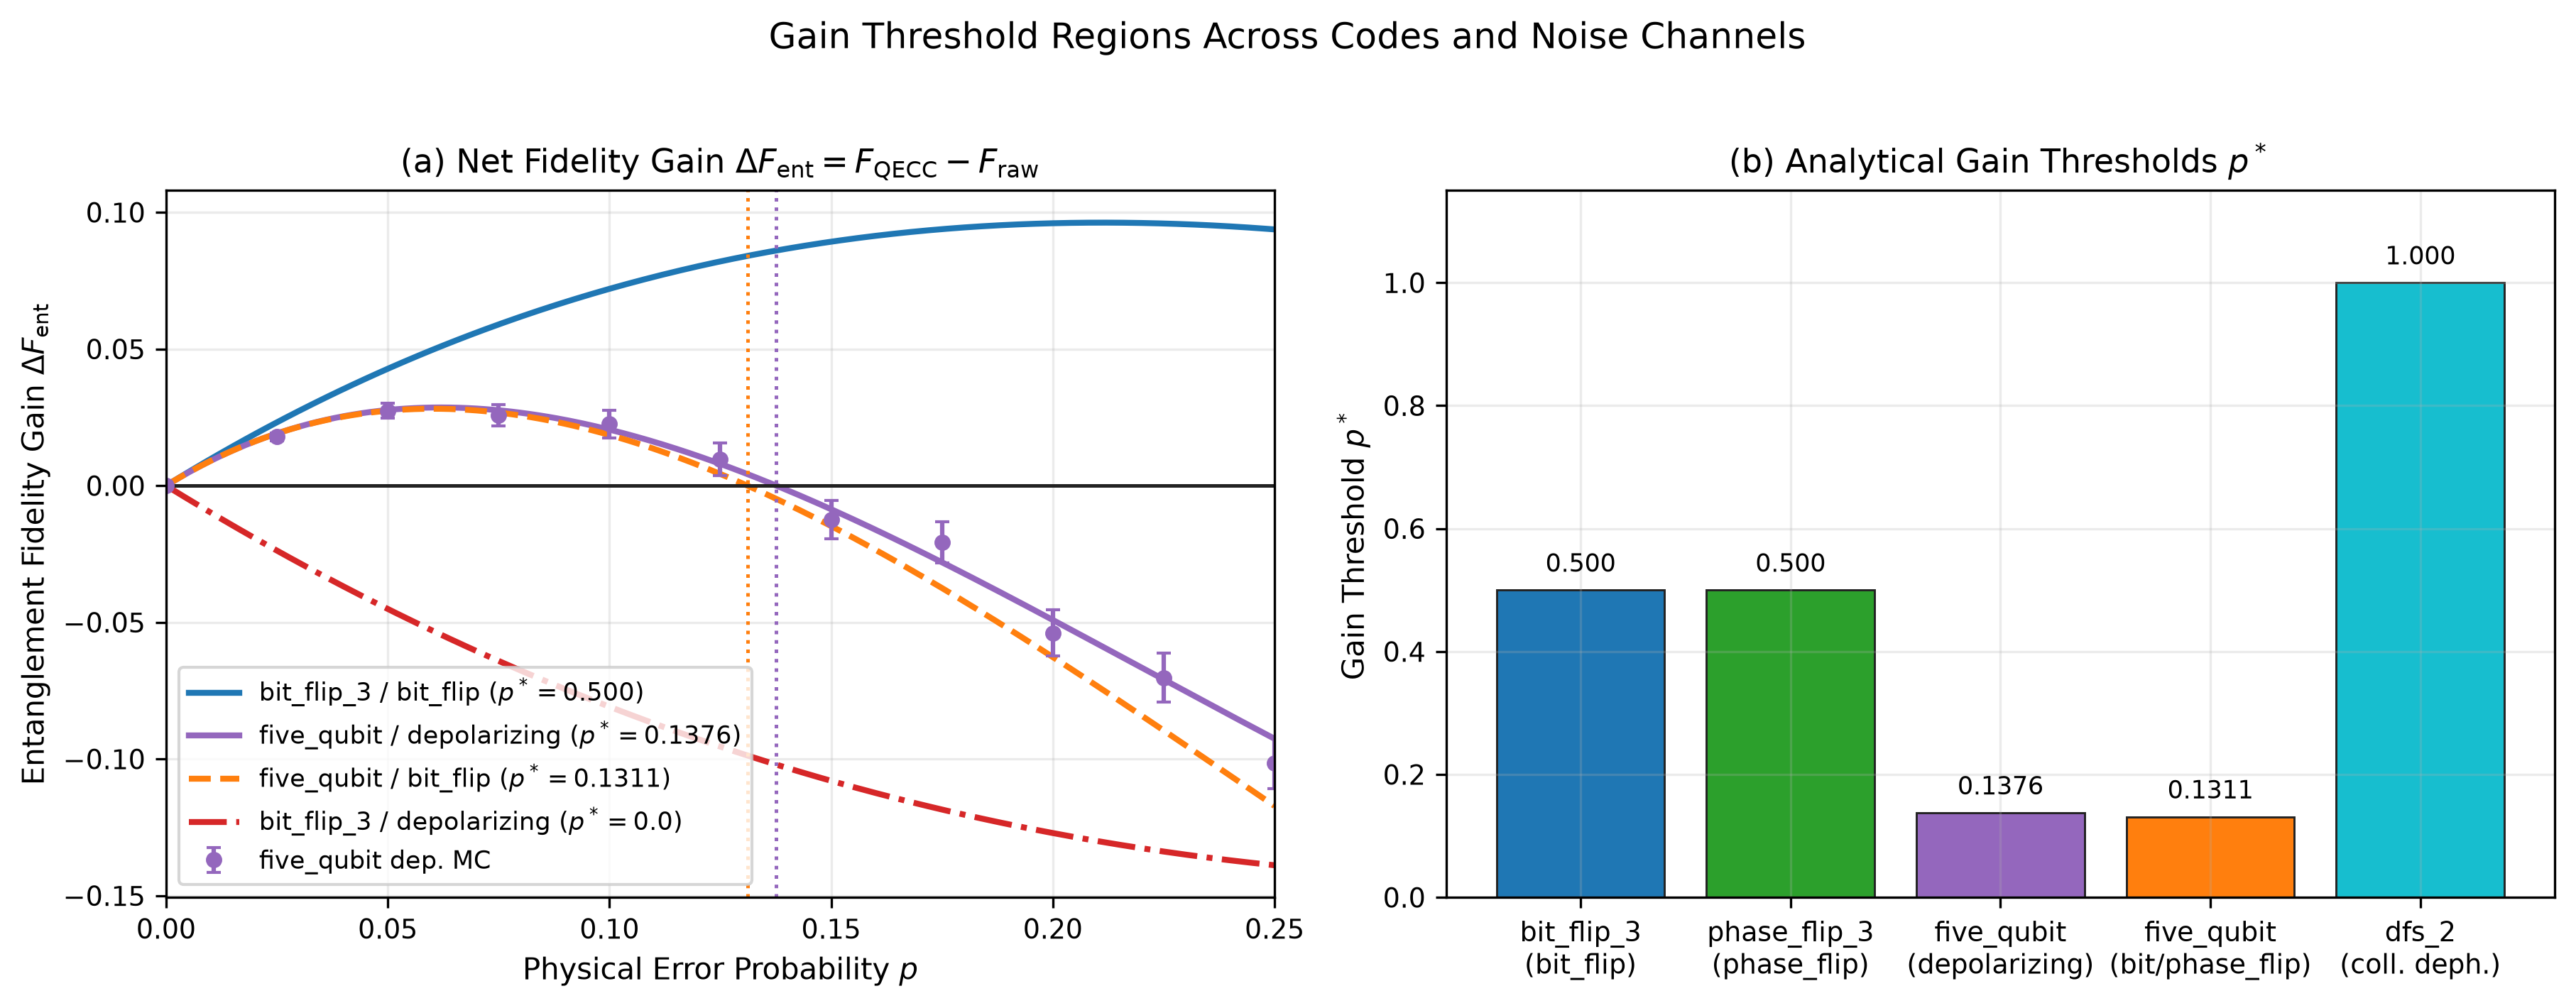 Gain Threshold Regions Across Codes and Noise Channels
(a) Net Fidelity Gain ΔF_ent = F_QECC − F_raw
Entanglement Fidelity Gain ΔF_ent
0.10
0.05
0.00
−0.05
−0.10
−0.15
bit_flip_3 / bit_flip (p* = 0.500)
five_qubit / depolarizing (p* = 0.1376)
five_qubit / bit_flip (p* = 0.1311)
bit_flip_3 / depolarizing (p* = 0.0)
five_qubit dep. MC
0.00 0.05 0.10 0.15 0.20 0.25
Physical Error Probability p
(b) Analytical Gain Thresholds p*
Gain Threshold p*
1.0
0.8
0.6
0.4
0.2
0.0
0.500
0.500
0.1376
0.1311
1.000
bit_flip_3
(bit_flip)
phase_flip_3
(phase_flip)
five_qubit
(depolarizing)
five_qubit
(bit/phase_flip)
dfs_2
(coll. deph.)